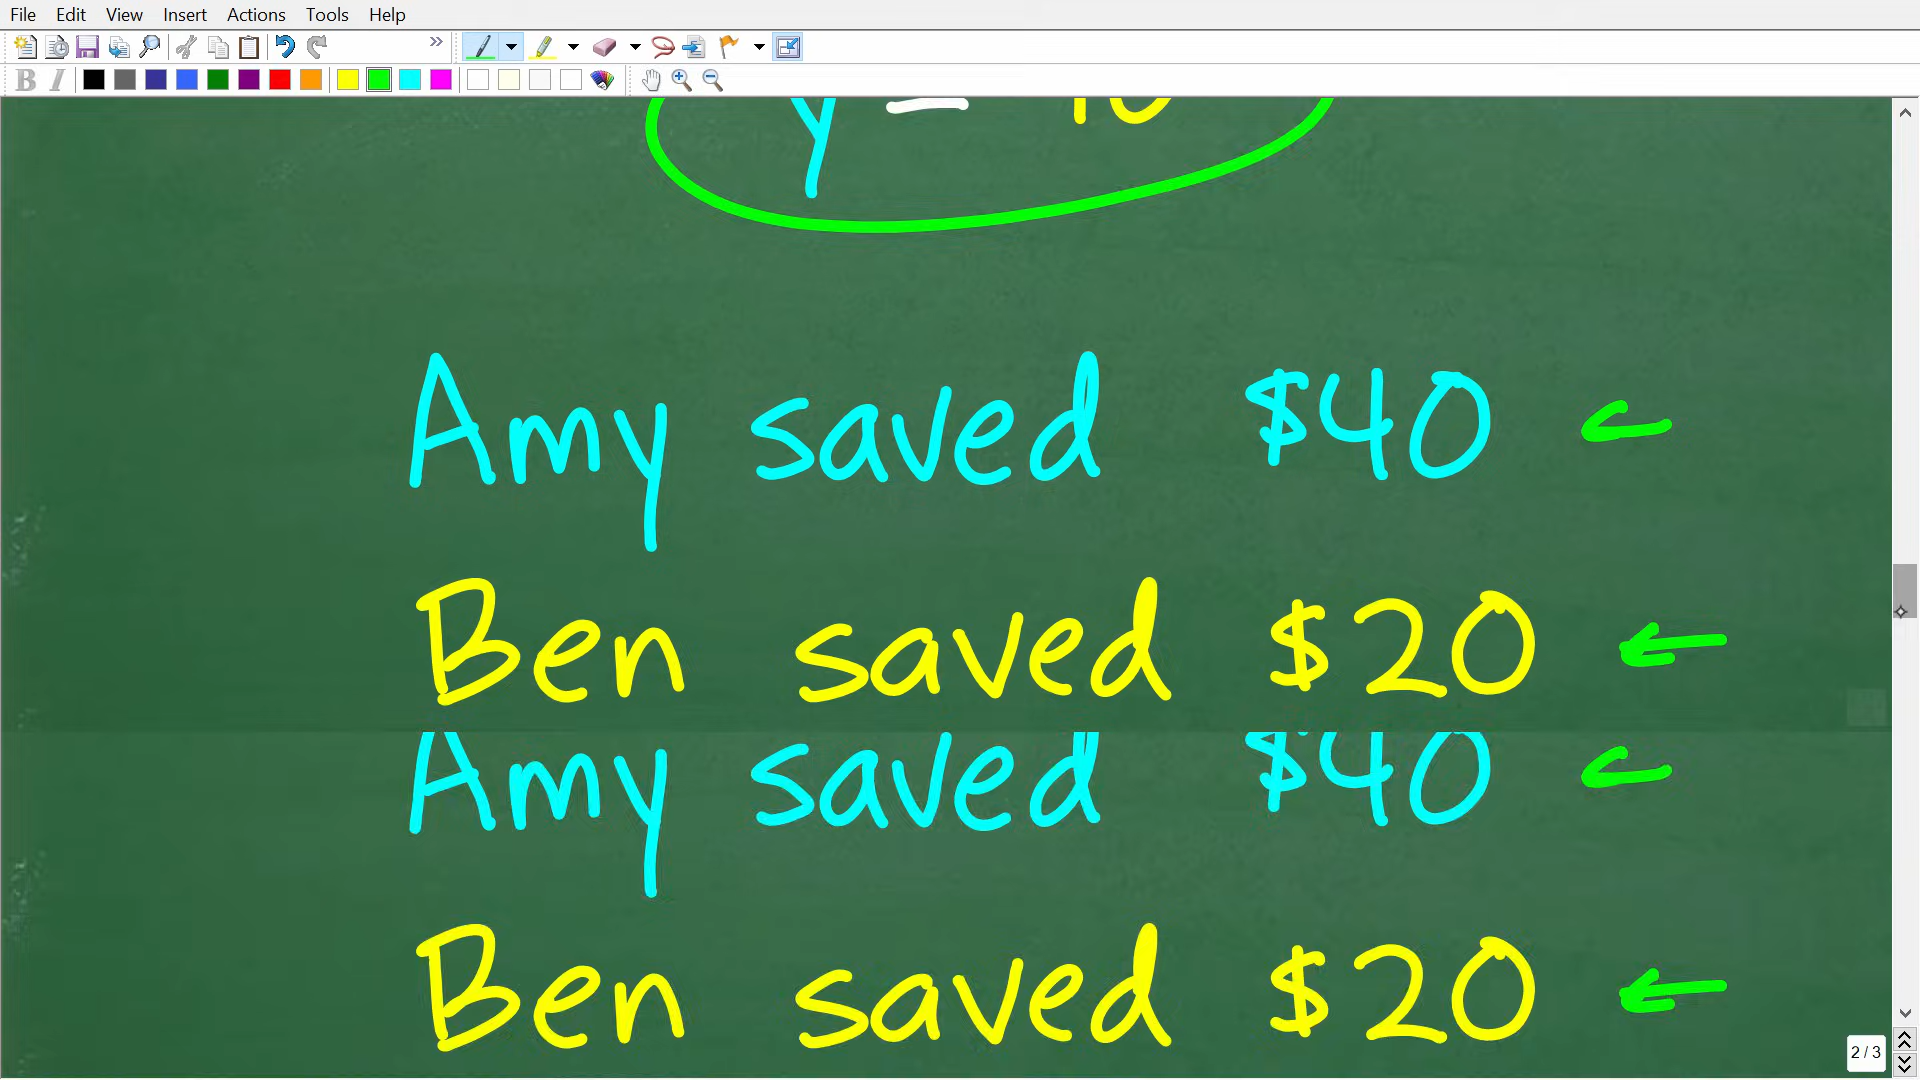 File Edit View Insert Actions Tools Help
»
B I
y =
Amy saved $40
Ben saved $20
Amy saved $40
Ben saved $20
2 / 3